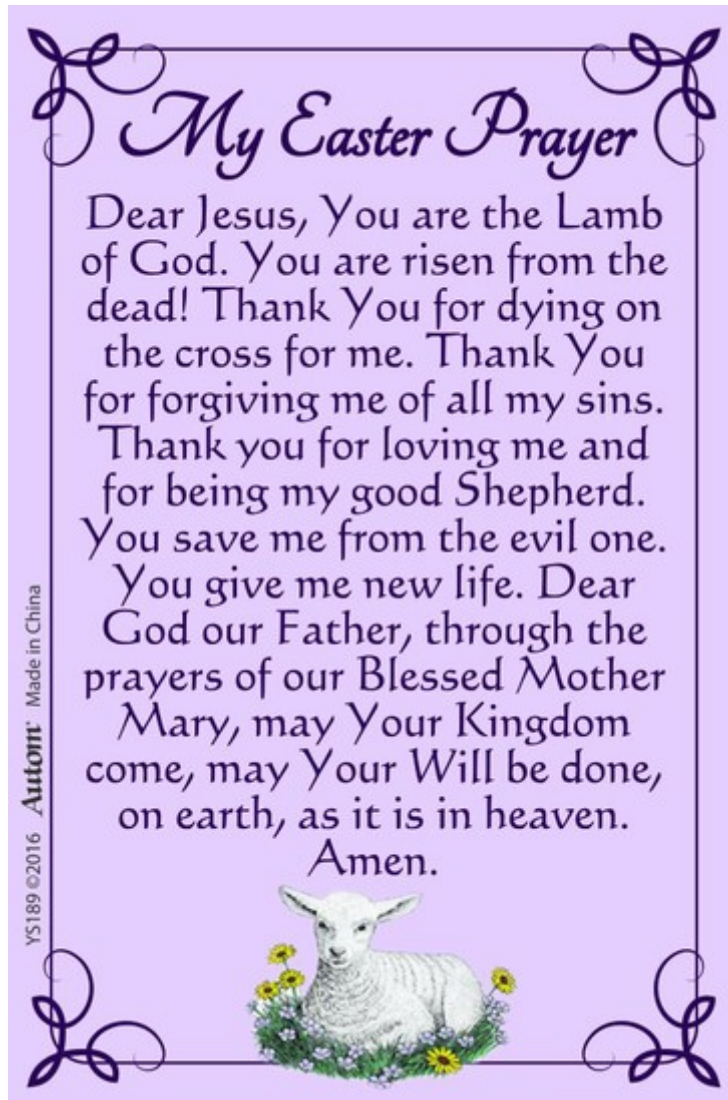 My Easter Prayer
Dear Jesus, You are the Lamb
of God. You are risen from the
dead! Thank You for dying on
the cross for me. Thank You
for forgiving me of all my sins.
Thank you for loving me and
for being my good Shepherd.
You save me from the evil one.
You give me new life. Dear
God our Father, through the
prayers of our Blessed Mother
Mary, may Your Kingdom
come, may Your Will be done,
on earth, as it is in heaven.
Amen.
YS189 ©2016 Autom® Made in China